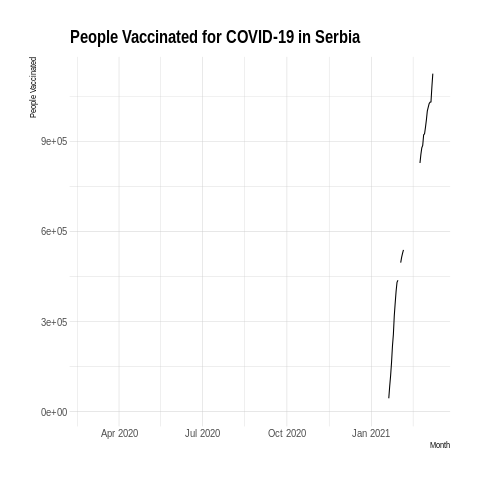 People Vaccinated for COVID-19 in Serbia
People Vaccinated
9e+05
6e+05
3e+05
0e+00
Apr 2020 Jul 2020 Oct 2020 Jan 2021
Month